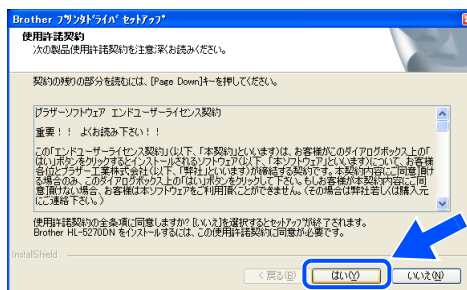 Brother プリンタドライバ セットアップ
使用許諾契約
次の製品使用許諾契約を注意深くお読みください。
契約の残りの部分を読むには、[Page Down]キーを押してください。
ブラザーソフトウェア エンドユーザーライセンス契約
重要!! よくお読み下さい!!
この「エンドユーザーライセンス契約」(以下、「本契約」といいます)は、お客様がこのダイアログボックス上の「
はい」ボタンをクリックするとインストールされるソフトウェア(以下、「本ソフトウェア」といいます)について、お客様
各位とブラザー工業株式会社(以下、「弊社」といいます)が締結する契約です。本契約内容にご同意頂け
る場合のみ、このダイアログボックス上の「はい」ボタンをクリックして下さい。もしお客様が本契約内容にご同
意頂けない場合、お客様は本ソフトウェアをご利用頂くことができません。(その場合は弊社若しくは購入元
にご連絡下さい。)
使用許諾契約の全条項に同意しますか? [いいえ]を選択するとセットアップが終了されます。
Brother HL-5270DN をインストールするには、この使用許諾契約に同意が必要です。
InstallShield
< 戻る(B) はい(Y) いいえ(N)